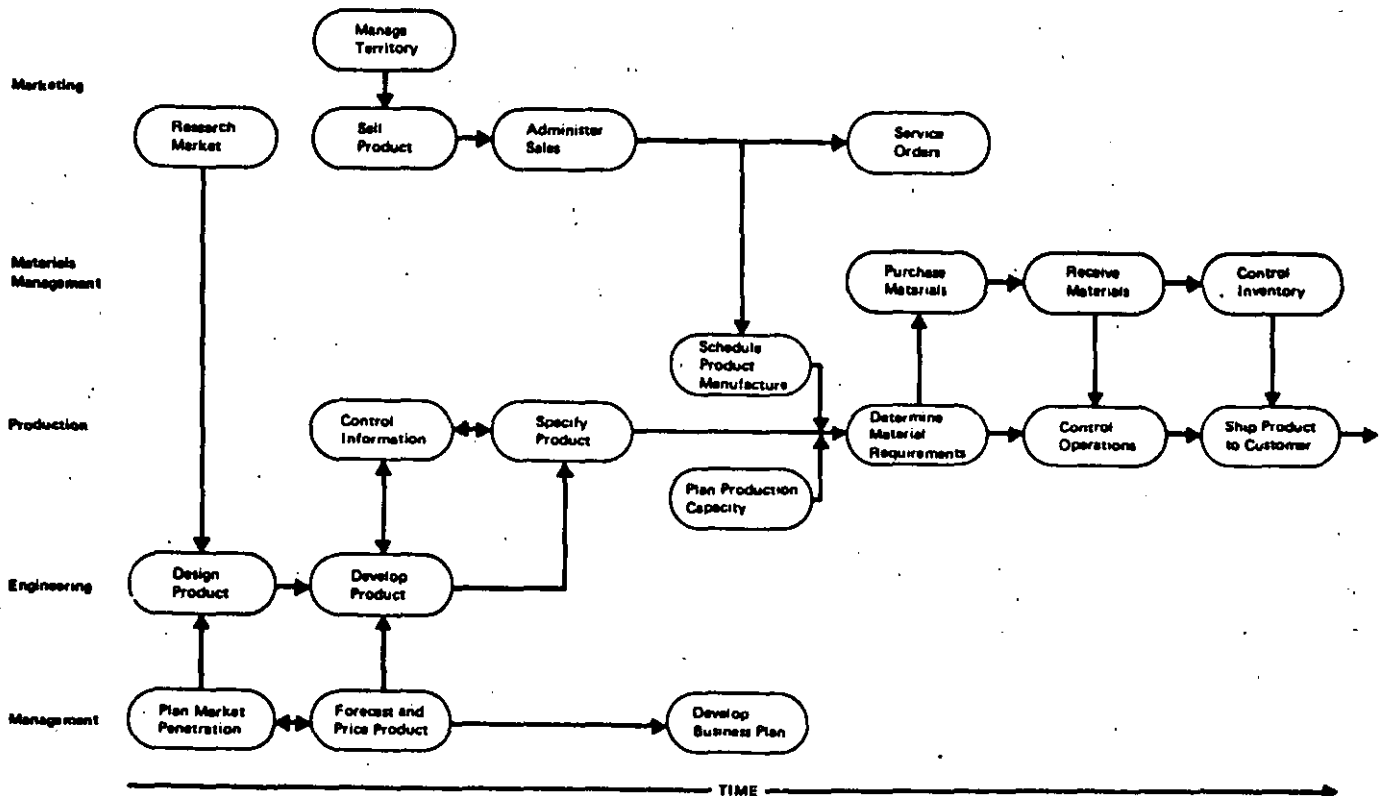 Manage
Territory
Marketing
Research
Market
Sell
Product
Administer
Sales
Service
Orders
Materials
Management
Purchase
Materials
Receive
Materials
Control
Inventory
Schedule
Product
Manufacture
Production
Control
Information
Specify
Product
Determine
Material
Requirements
Control
Operations
Ship Product
to Customer
Plan Production
Capacity
Engineering
Design
Product
Develop
Product
Management
Plan Market
Penetration
Forecast and
Price Product
Develop
Business Plan
TIME